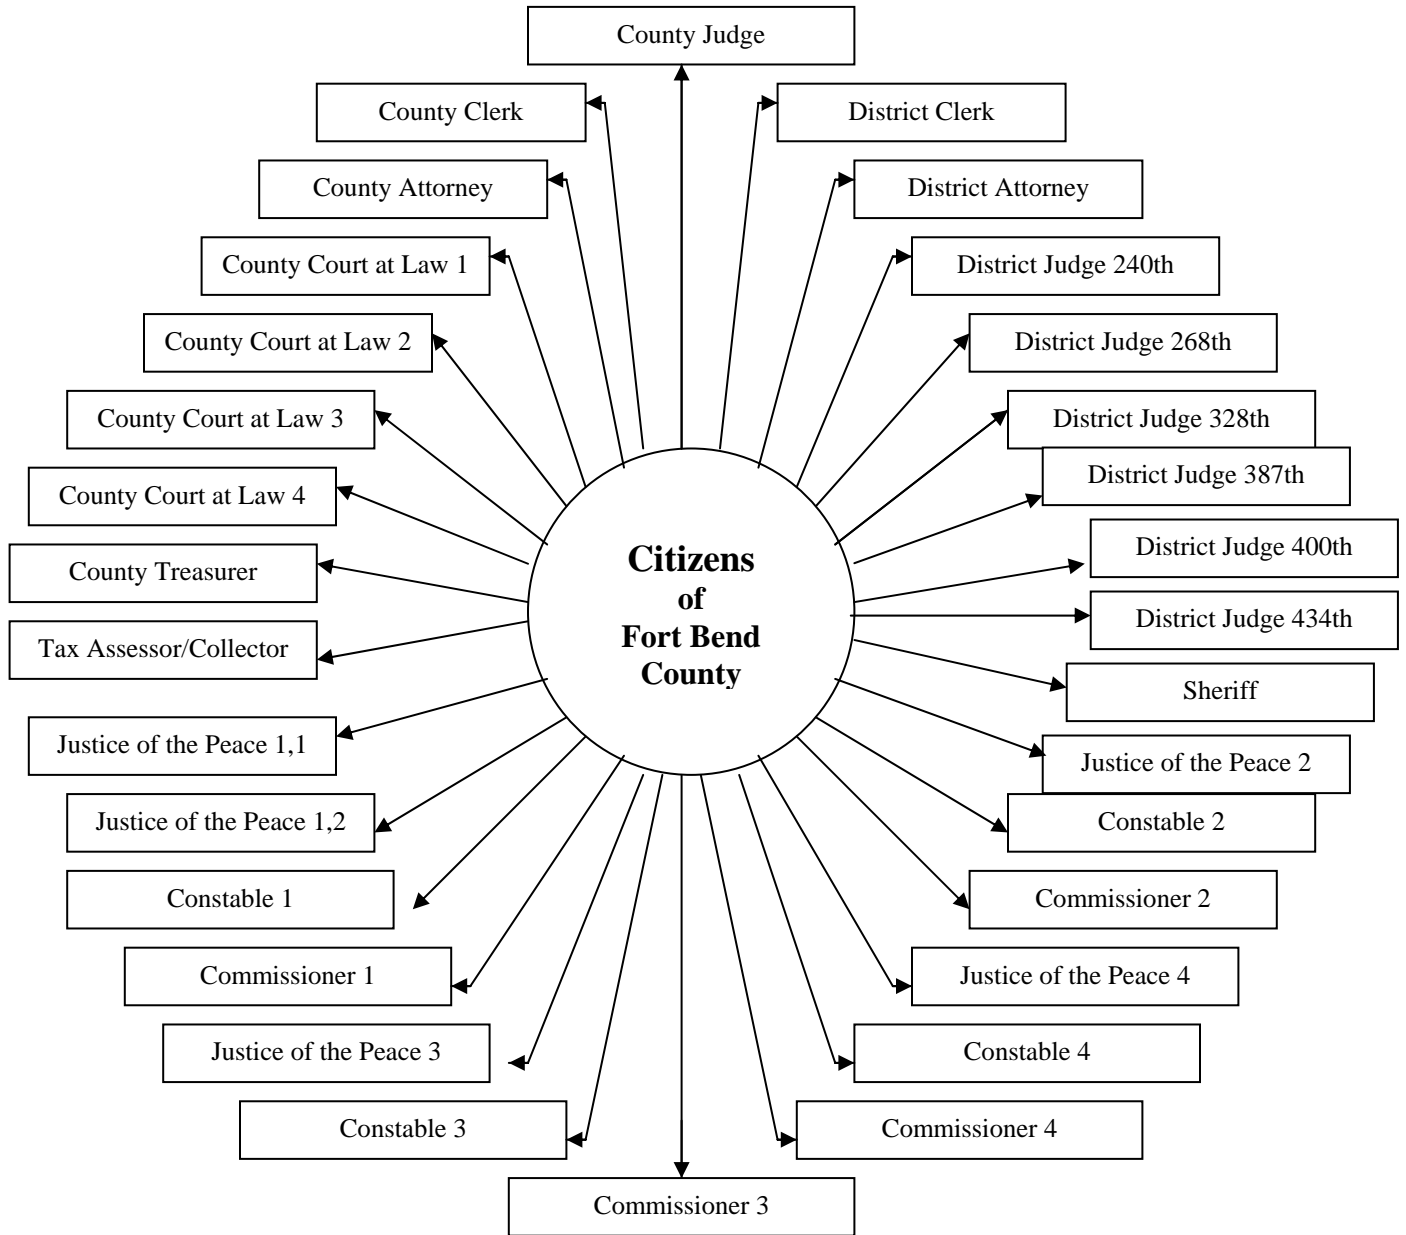 County Judge
County Clerk
District Clerk
County Attorney
District Attorney
County Court at Law 1
District Judge 240th
County Court at Law 2
District Judge 268th
County Court at Law 3
District Judge 328th
District Judge 387th
County Court at Law 4
District Judge 400th
County Treasurer
District Judge 434th
Tax Assessor/Collector
Citizens
of
Fort Bend
County
Sheriff
Justice of the Peace 1,1
Justice of the Peace 2
Justice of the Peace 1,2
Constable 2
Constable 1
Commissioner 2
Commissioner 1
Justice of the Peace 4
Justice of the Peace 3
Constable 4
Constable 3
Commissioner 4
Commissioner 3